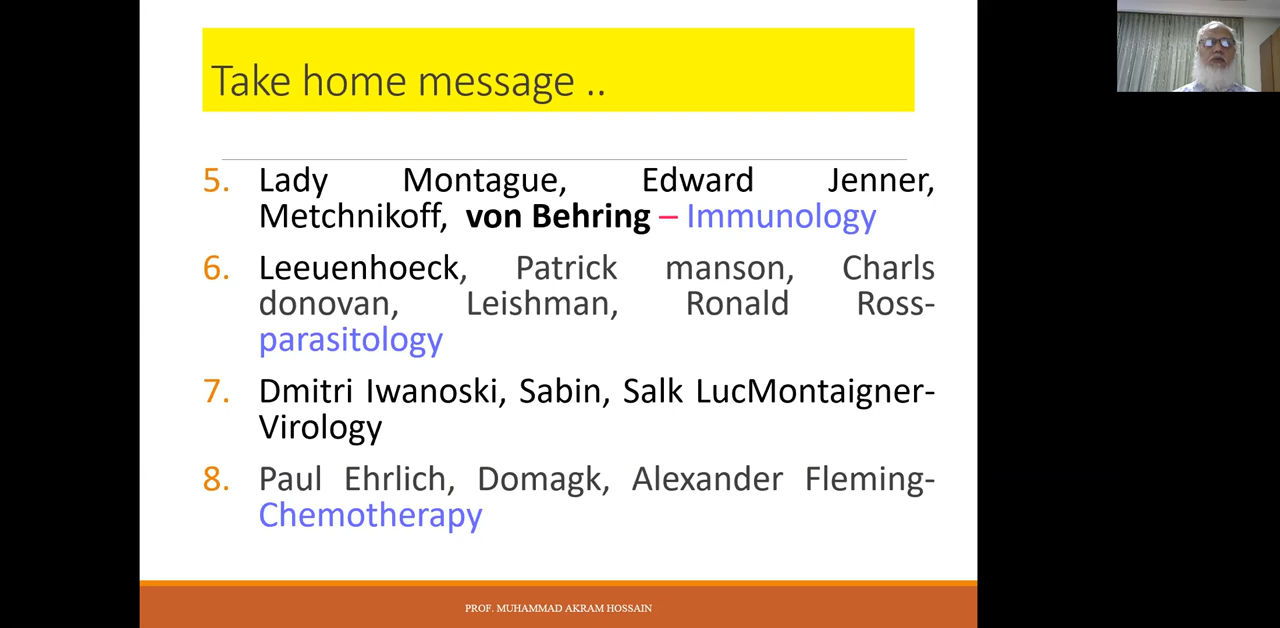 Take home message ..
5. Lady Montague, Edward Jenner,
Metchnikoff, von Behring – Immunology
6. Leeuenhoeck, Patrick manson, Charls
donovan, Leishman, Ronald Ross-
parasitology
7. Dmitri Iwanoski, Sabin, Salk LucMontaigner-
Virology
8. Paul Ehrlich, Domagk, Alexander Fleming-
Chemotherapy
PROF. MUHAMMAD AKRAM HOSSAIN